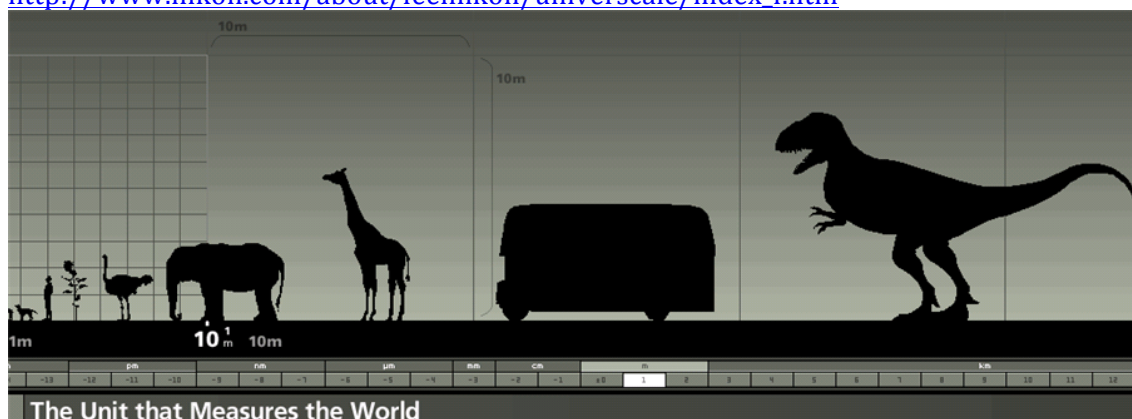 http://www.nikon.com/about/feelnikon/universcale/index_f.htm
10m
10m
1m
10 1 m 10m
pm nm µm mm cm m km
-13 -12 -11 -10 -9 -8 -7 -6 -5 -4 -3 -2 -1 ±0 1 2 3 4 5 6 7 8 9 10 11 12
The Unit that Measures the World